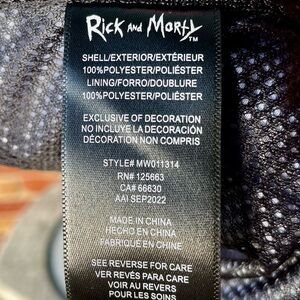 Rick and Morty™
SHELL/EXTERIOR/EXTÉRIEUR
100%POLYESTER/POLIÉSTER
LINING/FORRO/DOUBLURE
100%POLYESTER/POLIÉSTER
EXCLUSIVE OF DECORATION
NO INCLUYE LA DECORACIÓN
DÉCORATION NON COMPRIS
STYLE# MW011314
RN# 125663
CA# 66630
AAI SEP2022
MADE IN CHINA
HECHO EN CHINA
FABRIQUÉ EN CHINE
SEE REVERSE FOR CARE
VER REVÉS PARA CARE
VOIR REVERS
POUR LES SOINS